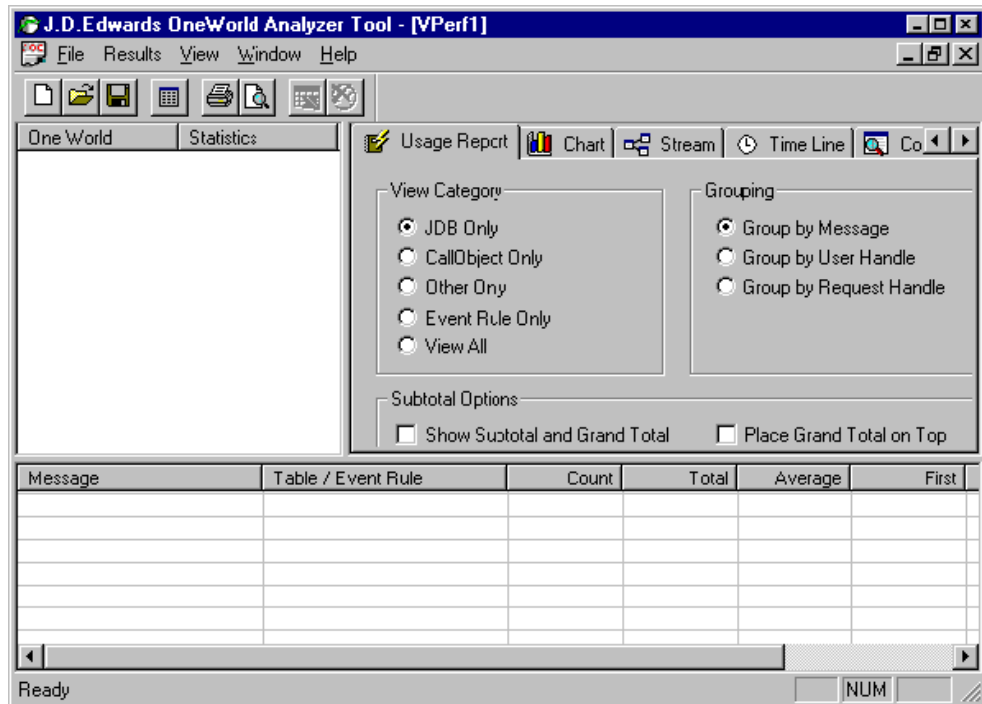 J.D.Edwards OneWorld Analyzer Tool - [VPerf1]
File Results View Window Help
One World Statistics
Usage Report Chart Stream Time Line Co
View Category
JDB Only
CallObject Only
Other Ony
Event Rule Only
View All
Grouping
Group by Message
Group by User Handle
Group by Request Handle
Subtotal Options
Show Subtotal and Grand Total
Place Grand Total on Top
Message Table / Event Rule Count Total Average First
Ready NUM